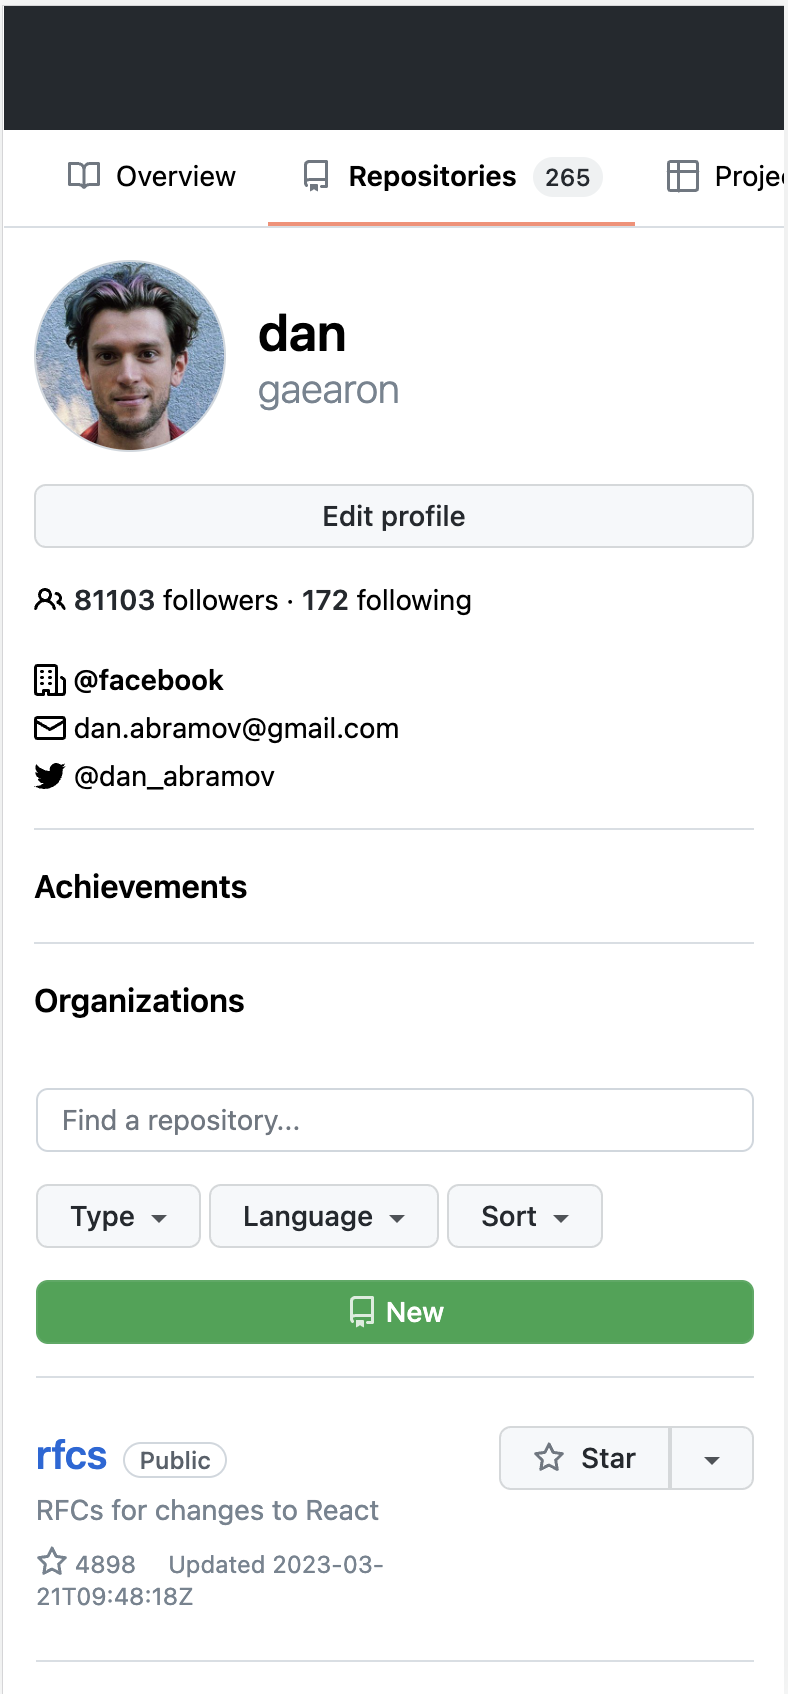 Overview Repositories 265
dan
gaearon
Edit profile
81103 followers · 172 following
@facebook
dan.abramov@gmail.com
@dan_abramov
Achievements
Organizations
Find a repository...
Type Language Sort
New
rfcs Public Star
RFCs for changes to React
4898 Updated 2023-03-
21T09:48:18Z